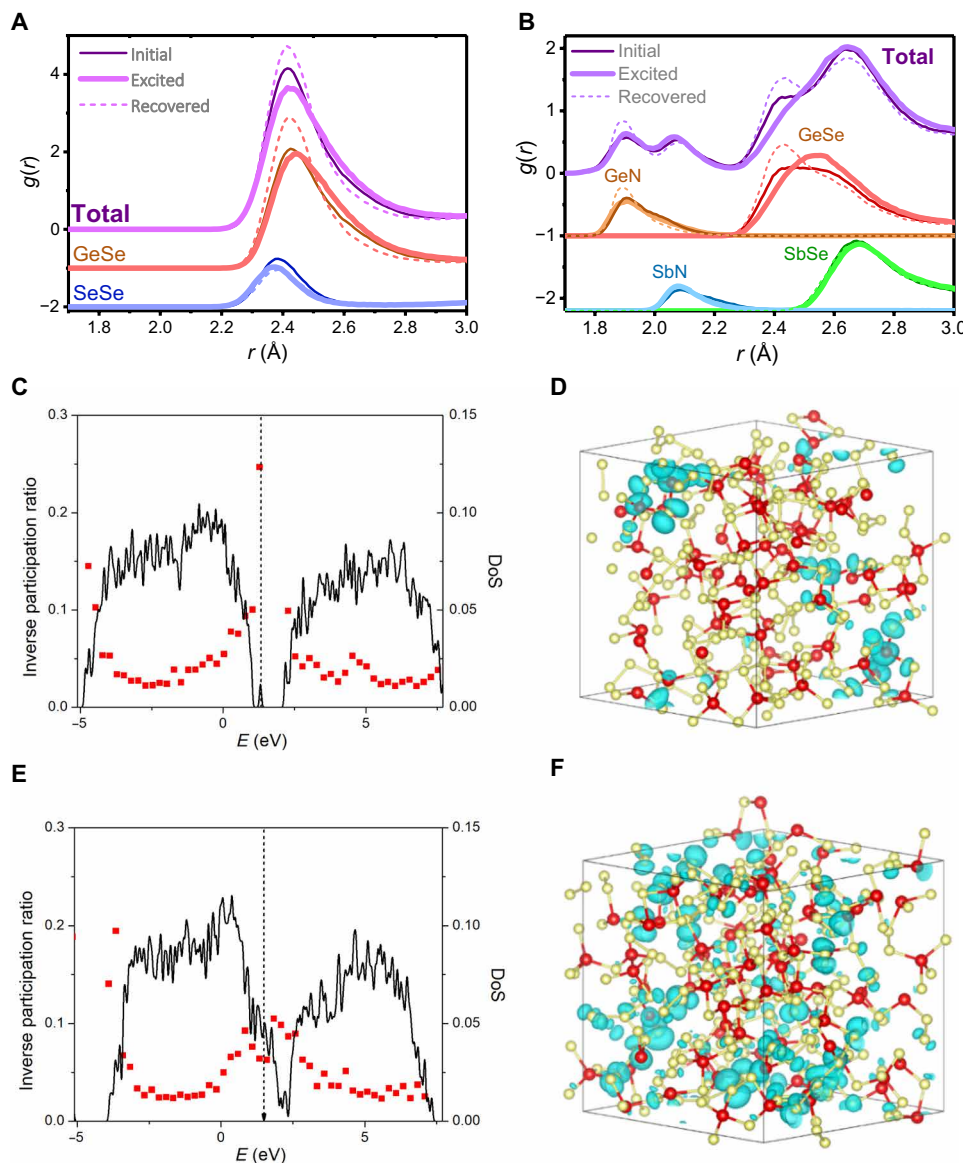 A
Initial
Excited
Recovered
4
2
0
−2
g(r)
Total
GeSe
SeSe
1.8 2.0 2.2 2.4 2.6 2.8 3.0
r (Å)
B
Initial
Excited
Recovered
Total
2
1
0
−1
−2
g(r)
GeSe
GeN
SbSe
SbN
1.8 2.0 2.2 2.4 2.6 2.8 3.0
r (Å)
C
0.3
0.2
0.1
0.0
Inverse participation ratio
0.15
0.10
0.05
0.00
DoS
−5 0 5
E (eV)
D
E
0.3
0.2
0.1
0.0
Inverse participation ratio
0.15
0.10
0.05
0.00
DoS
−5 0 5
E (eV)
F